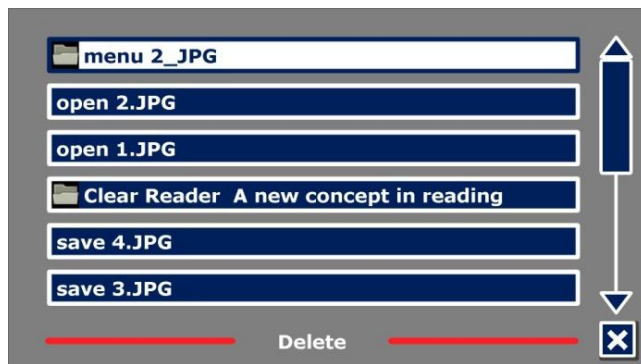 menu 2_JPG
open 2.JPG
open 1.JPG
Clear Reader A new concept in reading
save 4.JPG
save 3.JPG
Delete